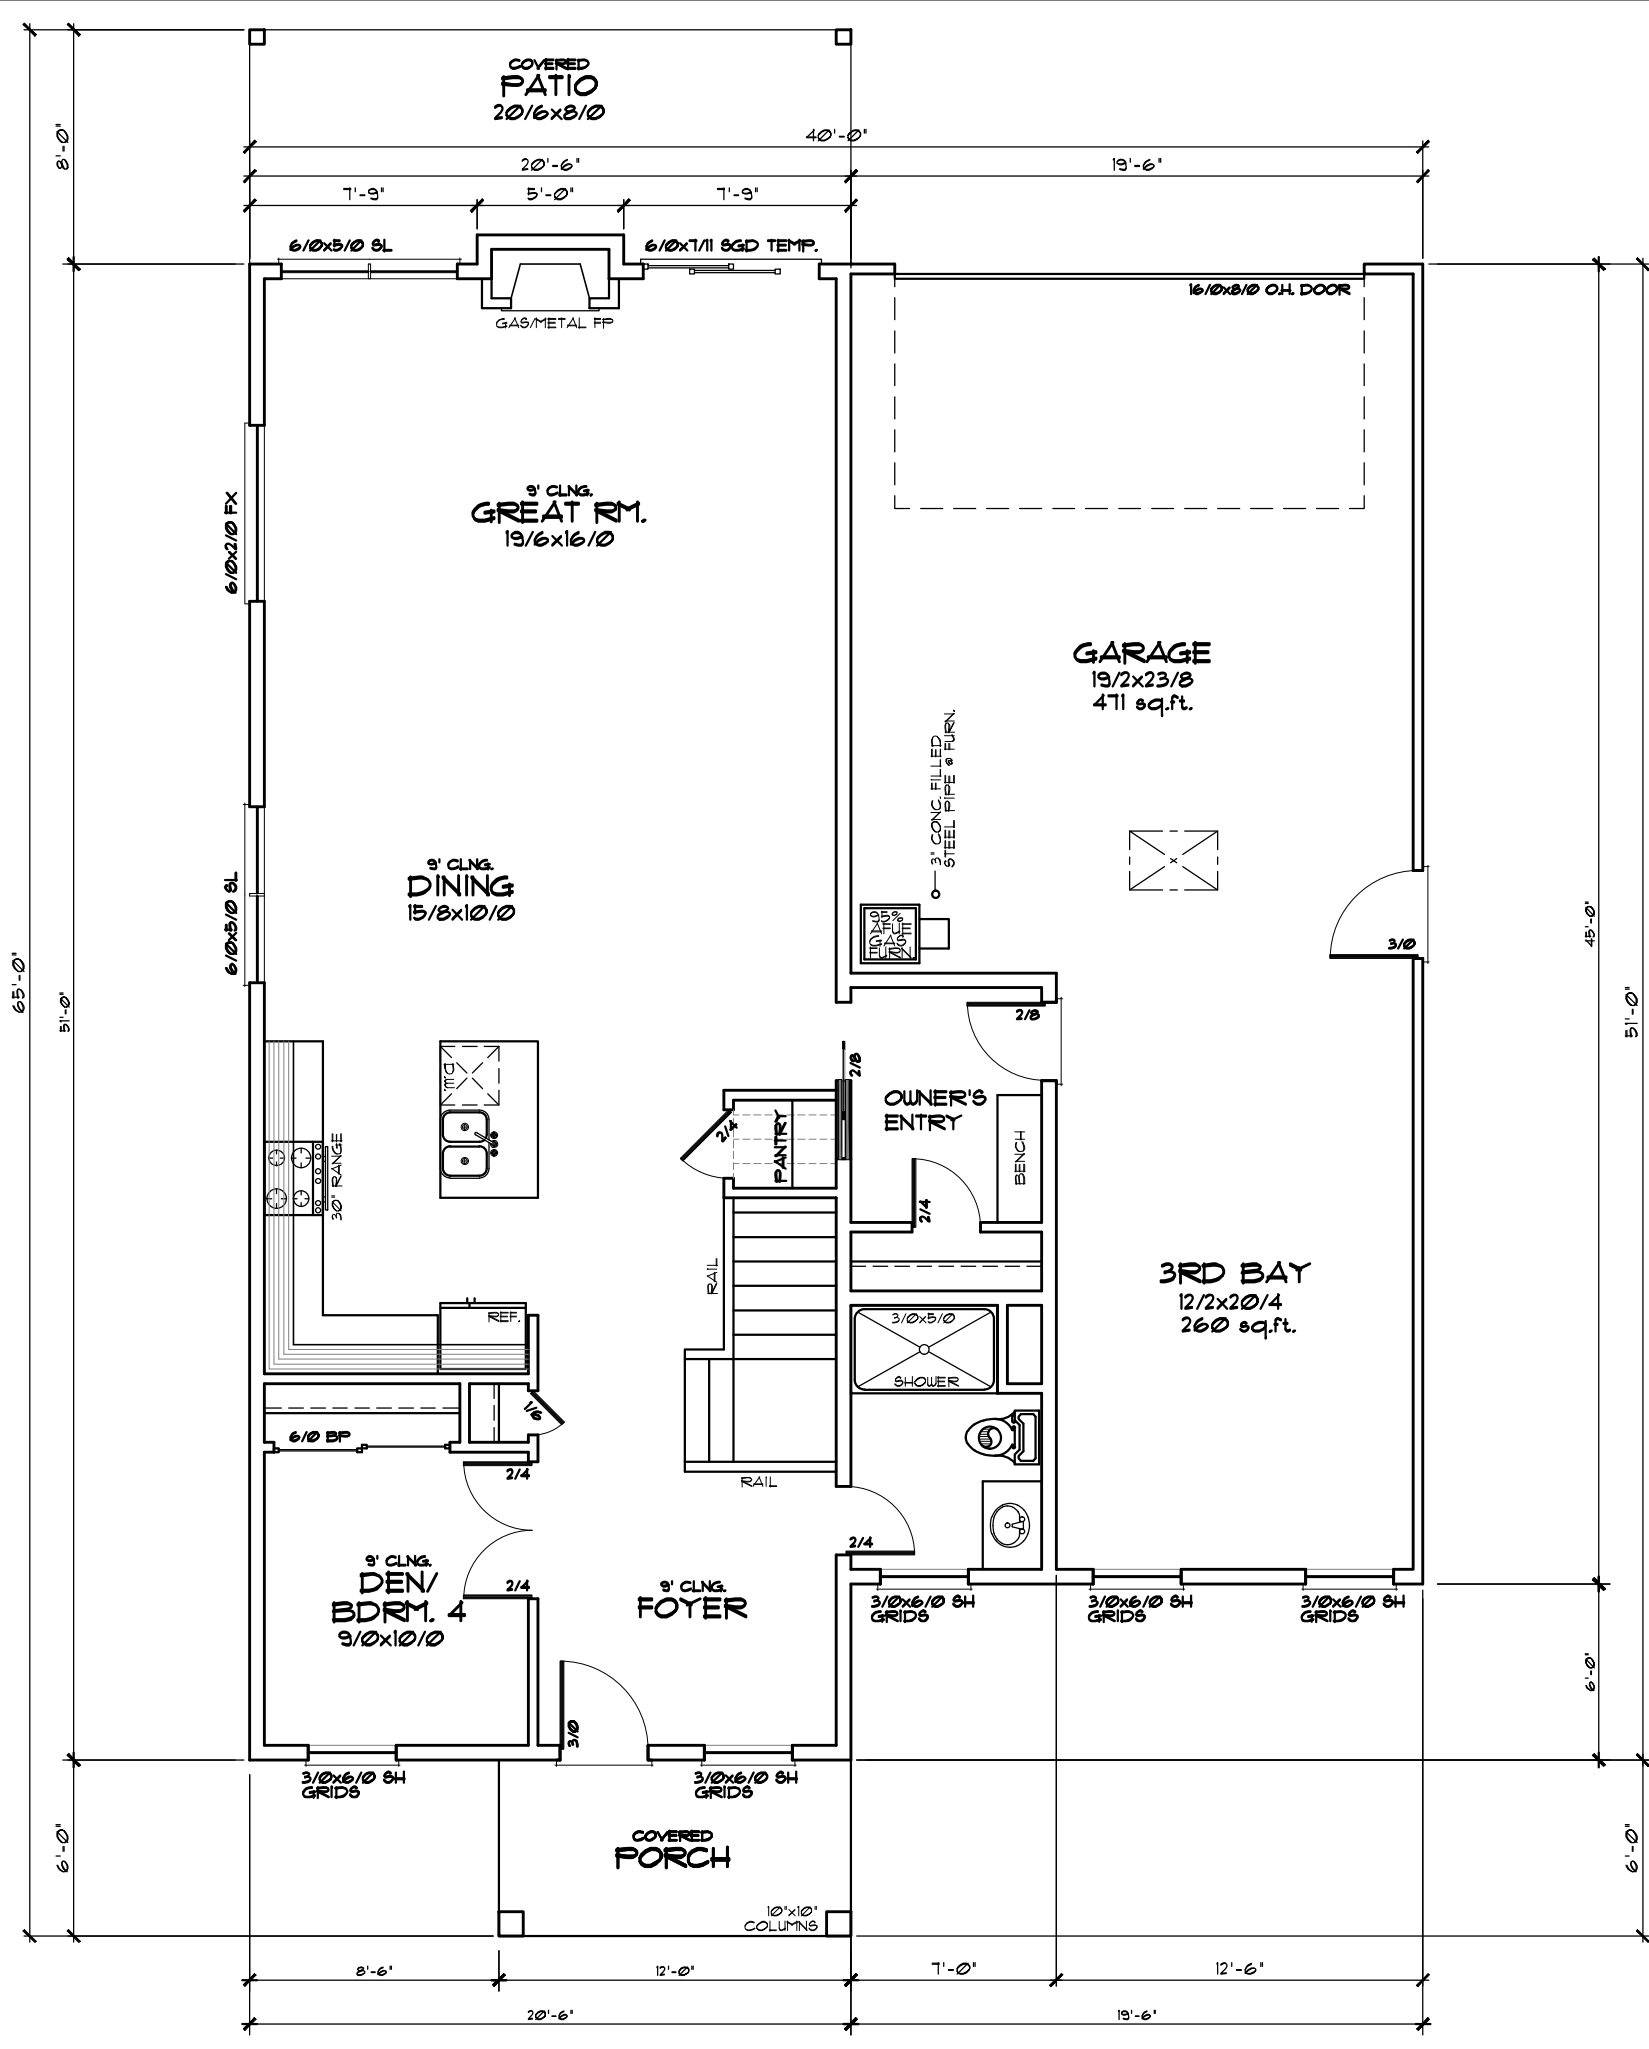 COVERED
PATIO
20/6x8/0
8'-0"
40'-0"
20'-6"
19'-6"
7'-9"
5'-0"
7'-9"
6/0x5/0 SL
6/0x7/11 SGD TEMP.
16/0x8/0 O.H. DOOR
GAS/METAL FP
9' CLNG.
GREAT RM.
19/6x16/0
6/0x2/0 FX
GARAGE
19/2x23/8
471 sq.ft.
3" CONC. FILLED
STEEL PIPE @ FURN.
9' CLNG.
DINING
15/8x10/0
6/0x5/0 SL
95%
AFUE
GAS
FURN
3/0
45'-0"
65'-0"
51'-0"
51'-0"
2/8
2/8
D.W.
OWNER'S
ENTRY
2/4
PANTRY
BENCH
30" RANGE
2/4
RAIL
3RD BAY
12/2x20/4
260 sq.ft.
REF.
3/0x5/0
SHOWER
1/6
6/0 BP
2/4
RAIL
2/4
9' CLNG.
DEN/
BDRM. 4
9/0x10/0
2/4
9' CLNG.
FOYER
3/0x6/0 SH
GRIDS
3/0x6/0 SH
GRIDS
3/0x6/0 SH
GRIDS
6'-0"
3/0
3/0x6/0 SH
GRIDS
3/0x6/0 SH
GRIDS
COVERED
PORCH
6'-0"
6'-0"
10"x10"
COLUMNS
8'-6"
12'-0"
7'-0"
12'-6"
20'-6"
19'-6"